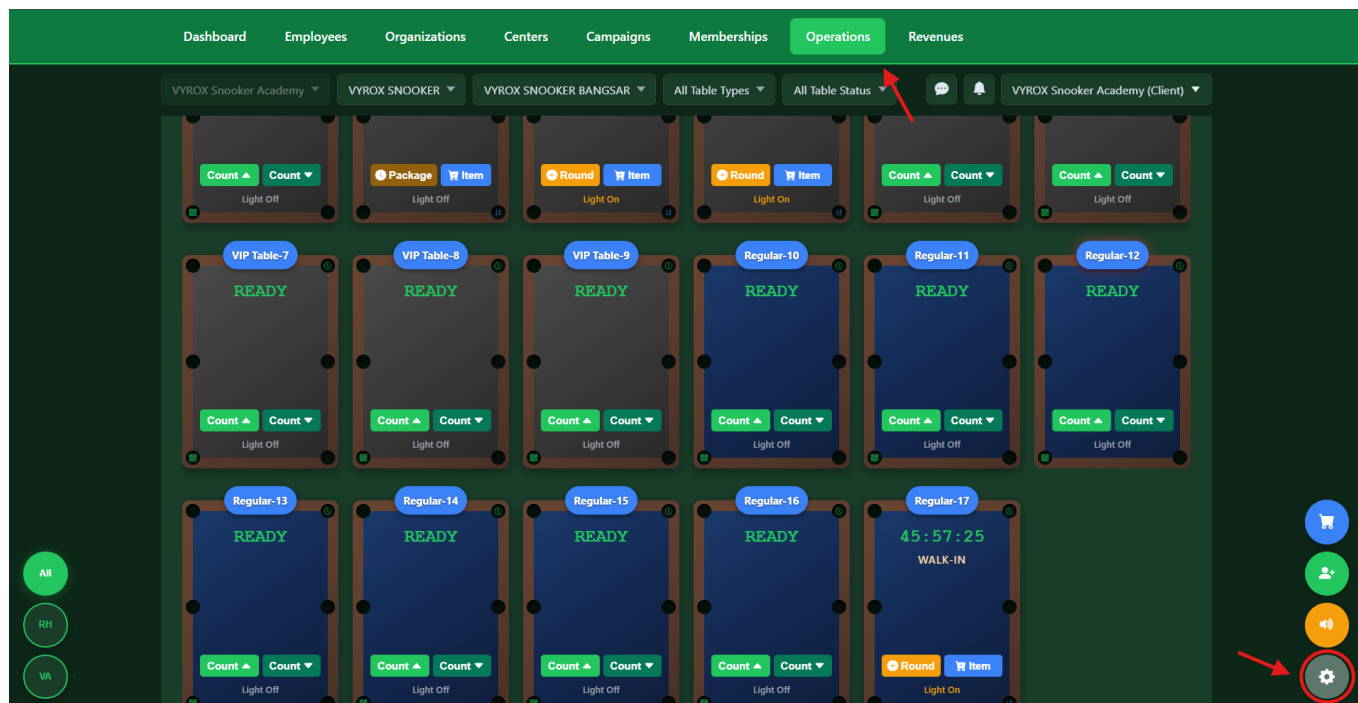 Dashboard Employees Organizations Centers Campaigns Memberships Operations Revenues
VYROX Snooker Academy VYROX SNOOKER VYROX SNOOKER BANGSAR All Table Types All Table Status VYROX Snooker Academy (Client)
Count Count Package Item Round Item Round Item Count Count Count Count
Light Off Light Off Light On Light On Light Off Light Off
VIP Table-7 VIP Table-8 VIP Table-9 Regular-10 Regular-11 Regular-12
READY READY READY READY READY READY
Count Count Count Count Count Count Count Count Count Count Count Count
Light Off Light Off Light Off Light Off Light Off Light Off
Regular-13 Regular-14 Regular-15 Regular-16 Regular-17
READY READY READY READY 45:57:25
WALK-IN
All
RH
Count Count Count Count Count Count Count Count Round Item
VA
Light Off Light Off Light Off Light Off Light On